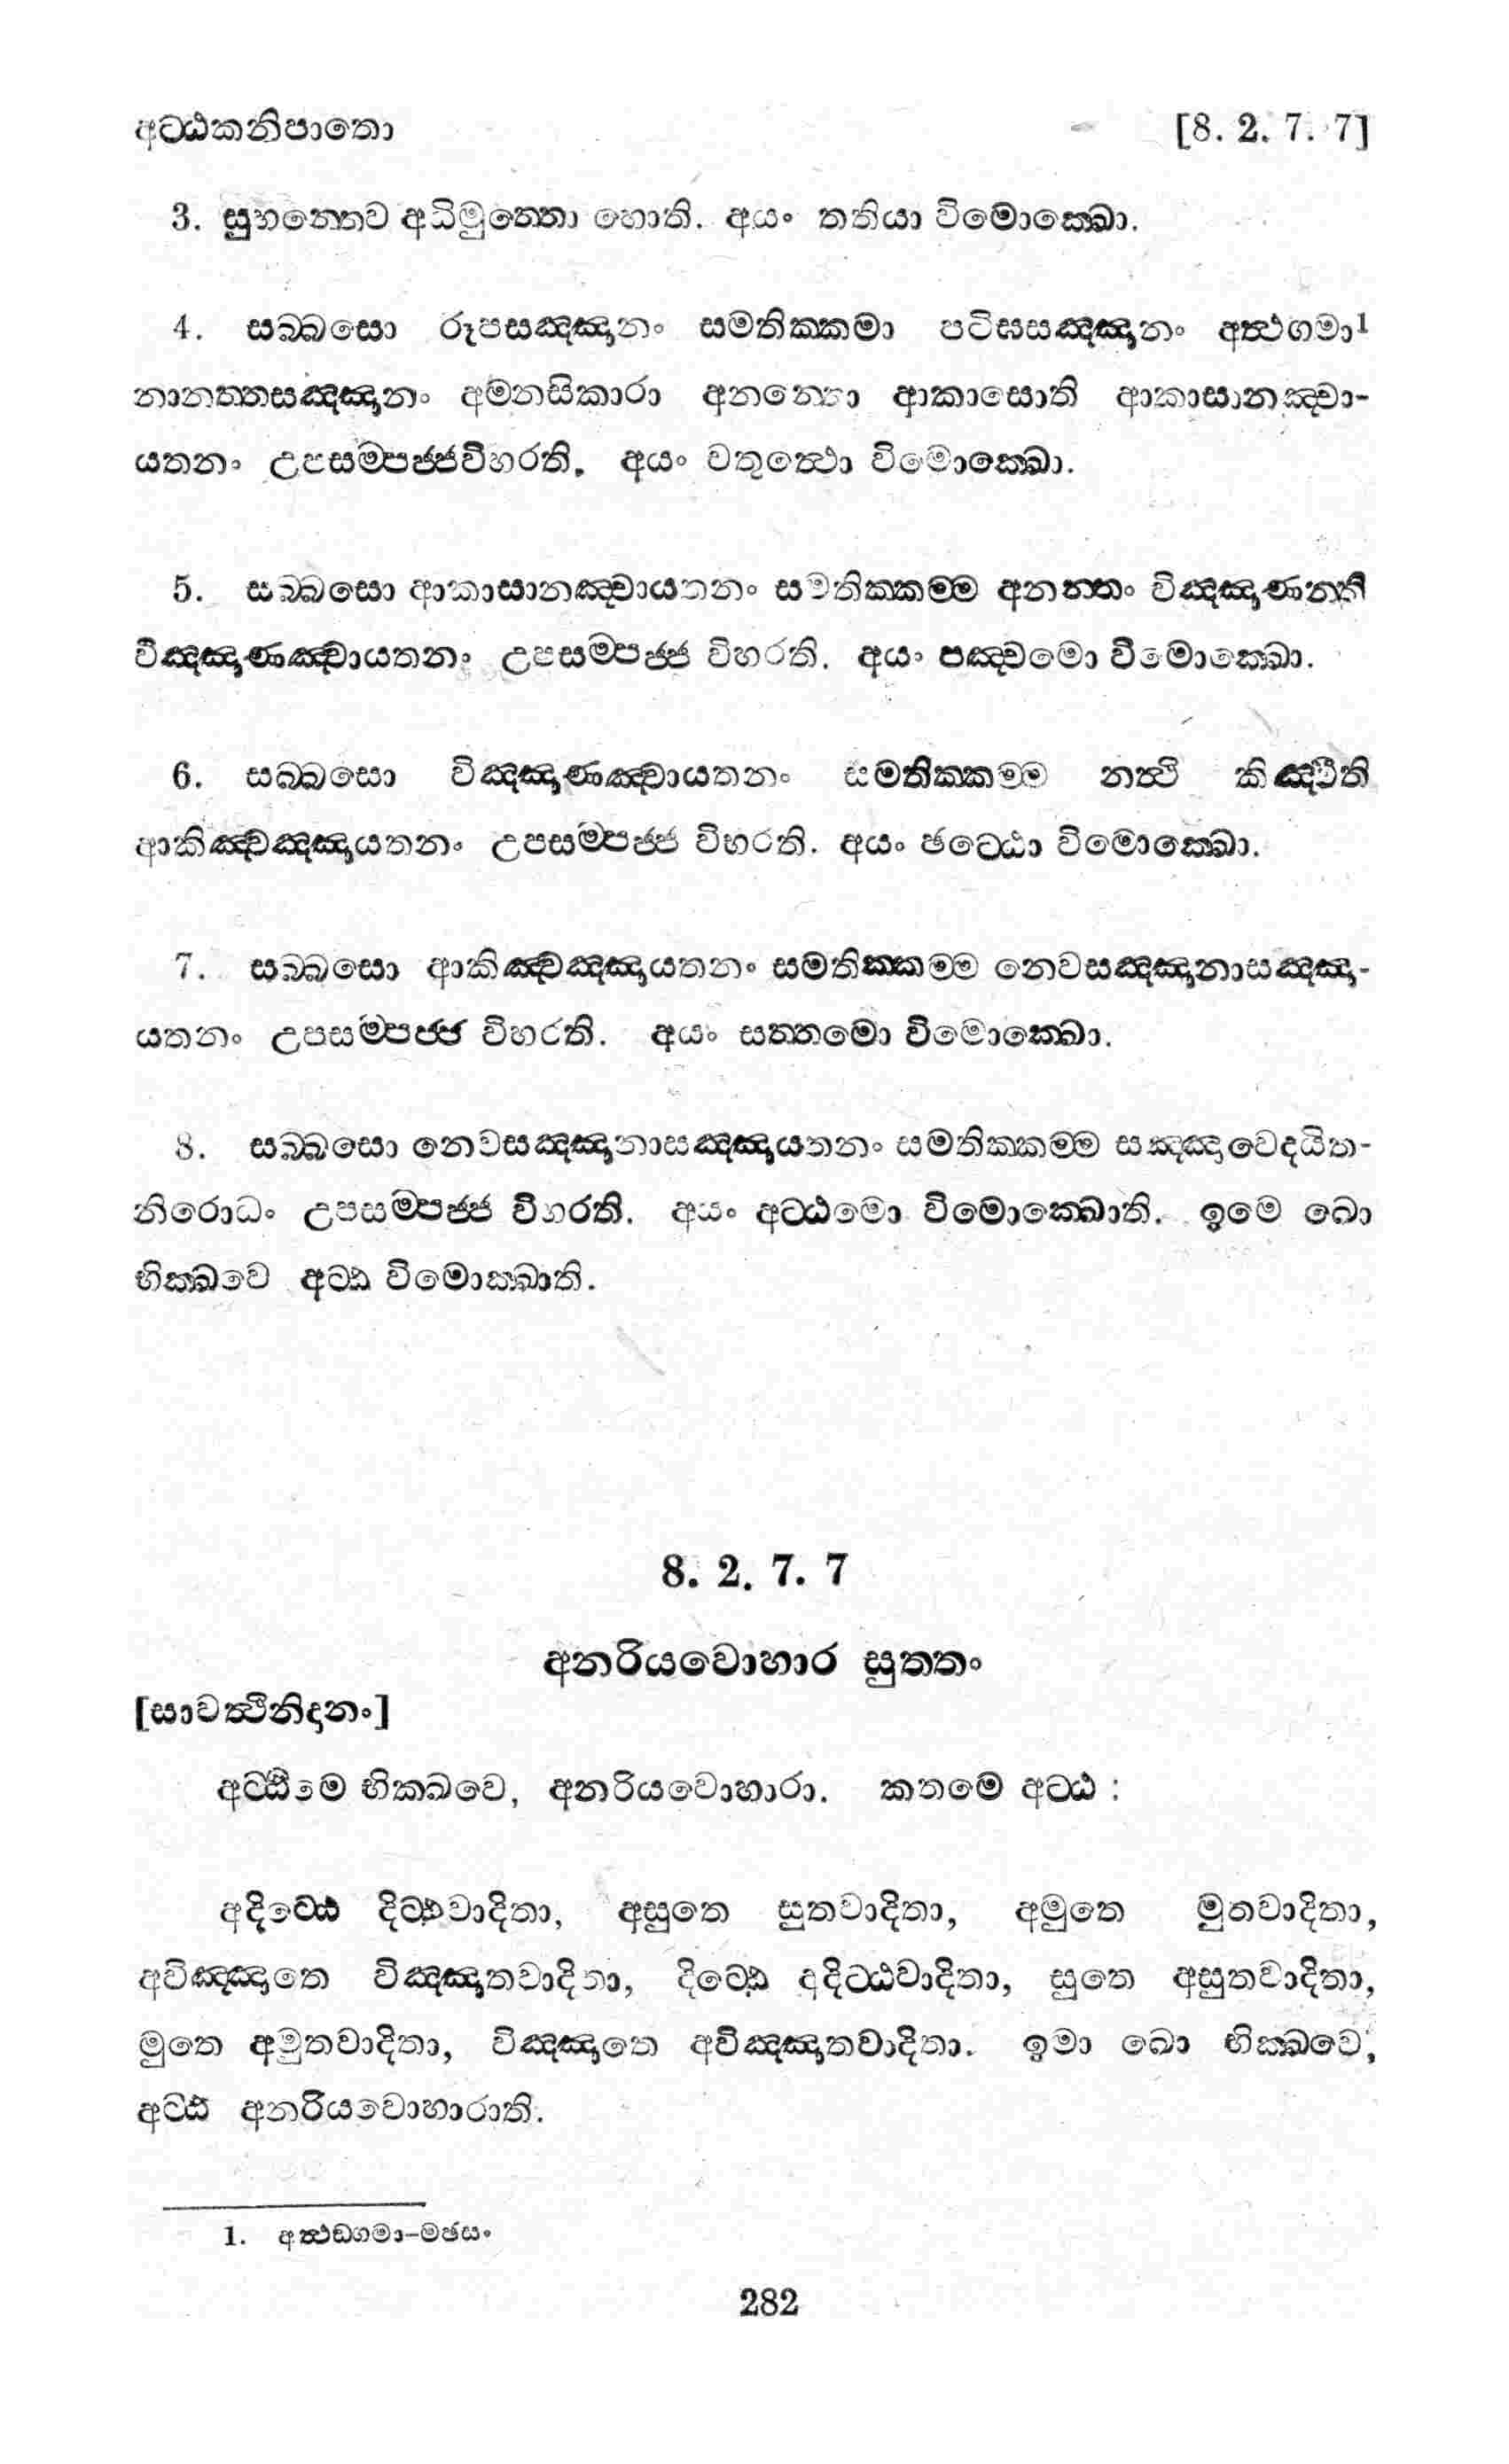 අට්ඨකනිපාතො [8. 2. 7. 7]
3. සුභන්තෙව අධිමුත්තො හොති. අයං තතියා විමොක්ඛො.
4. සබ්බසො රූපසඤ්ඤානං සමතික්කමා පටිඝසඤ්ඤානං අත්ථගමා1
නානත්තසඤ්ඤානං අමනසිකාරා අනන්තො ආකාසොති ආකාසානඤ්චා-
යතනං උපසම්පජ්ජවිහරති. අයං චතුත්ථො විමොක්ඛො.
5. සබ්බසො ආකාසානඤ්චායතනං සමතික්කම්ම අනන්තං විඤ්ඤාණන්ති
විඤ්ඤාණඤ්චායතනං උපසම්පජ්ජ විහරති. අයං පඤ්චමො විමොක්ඛො.
6. සබ්බසො විඤ්ඤාණඤ්චායතනං සමතික්කම්ම නත්ථි කිඤ්චීති
ආකිඤ්චඤ්ඤායතනං උපසම්පජ්ජ විහරති. අයං ඡට්ඨො විමොක්ඛො.
7. සබ්බසො ආකිඤ්චඤ්ඤායතනං සමතික්කම්ම නෙවසඤ්ඤානාසඤ්ඤා-
යතනං උපසම්පජ්ජ විහරති. අයං සත්තමො විමොක්ඛො.
8. සබ්බසො නෙවසඤ්ඤානාසඤ්ඤායතනං සමතික්කම්ම සඤ්ඤාවෙදයිත-
නිරොධං උපසම්පජ්ජ විහරති. අයං අට්ඨමො විමොක්ඛොති. ඉමෙ ඛො
භික්ඛවෙ අට්ඨ විමොක්ඛාති.
8. 2. 7. 7
අනරියවොහාර සුත්තං
[සාවත්ථිනිදානං]
අට්ඨිමෙ භික්ඛවෙ, අනරියවොහාරා. කතමෙ අට්ඨ :
අදිට්ඨෙ දිට්ඨවාදිතා, අසුතෙ සුතවාදිතා, අමුතෙ මුතවාදිතා,
අවිඤ්ඤාතෙ විඤ්ඤාතවාදිතා, දිට්ඨෙ අදිට්ඨවාදිතා, සුතෙ අසුතවාදිතා,
මුතෙ අමුතවාදිතා, විඤ්ඤාතෙ අවිඤ්ඤාතවාදිතා. ඉමා ඛො භික්ඛවෙ,
අට්ඨ අනරියවොහාරාති.
1. අත්ථඞගමා–මඡසං
282